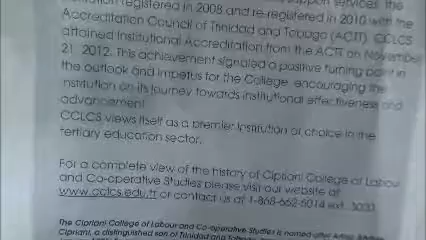 support services, the
registered in 2008 and re-registered in 2010 with the
Accreditation Council of Trinidad and Tobago (ACTT). CCLCS
attained Institutional Accreditation from the ACTT on November
21, 2012. This achievement signaled a positive turning point in
the outlook and impetus for the College, encouraging the
institution on its journey towards institutional effectiveness and
advancement.
CCLCS views itself as a premier institution of choice in the
tertiary education sector.
For a complete view of the history of Cipriani College of Labour
and Co-operative Studies please visit our website at
www.cclcs.edu.tt or contact us at 1-868-662-5014 ext.
The Cipriani College of Labour and Co-operative Studies is named after
Cipriani, a distinguished son of Trinidad and